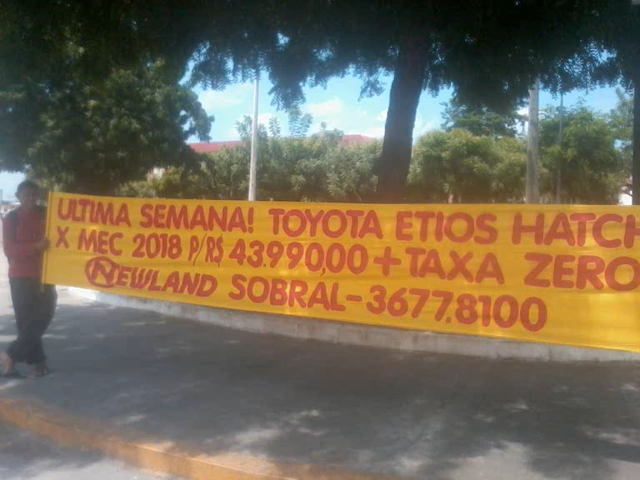 ULTIMA SEMANA! TOYOTA ETIOS HATCH
X MEC 2018 P/R$ 43.990,00+TAXA ZERO
NEWLAND SOBRAL-3677.8100